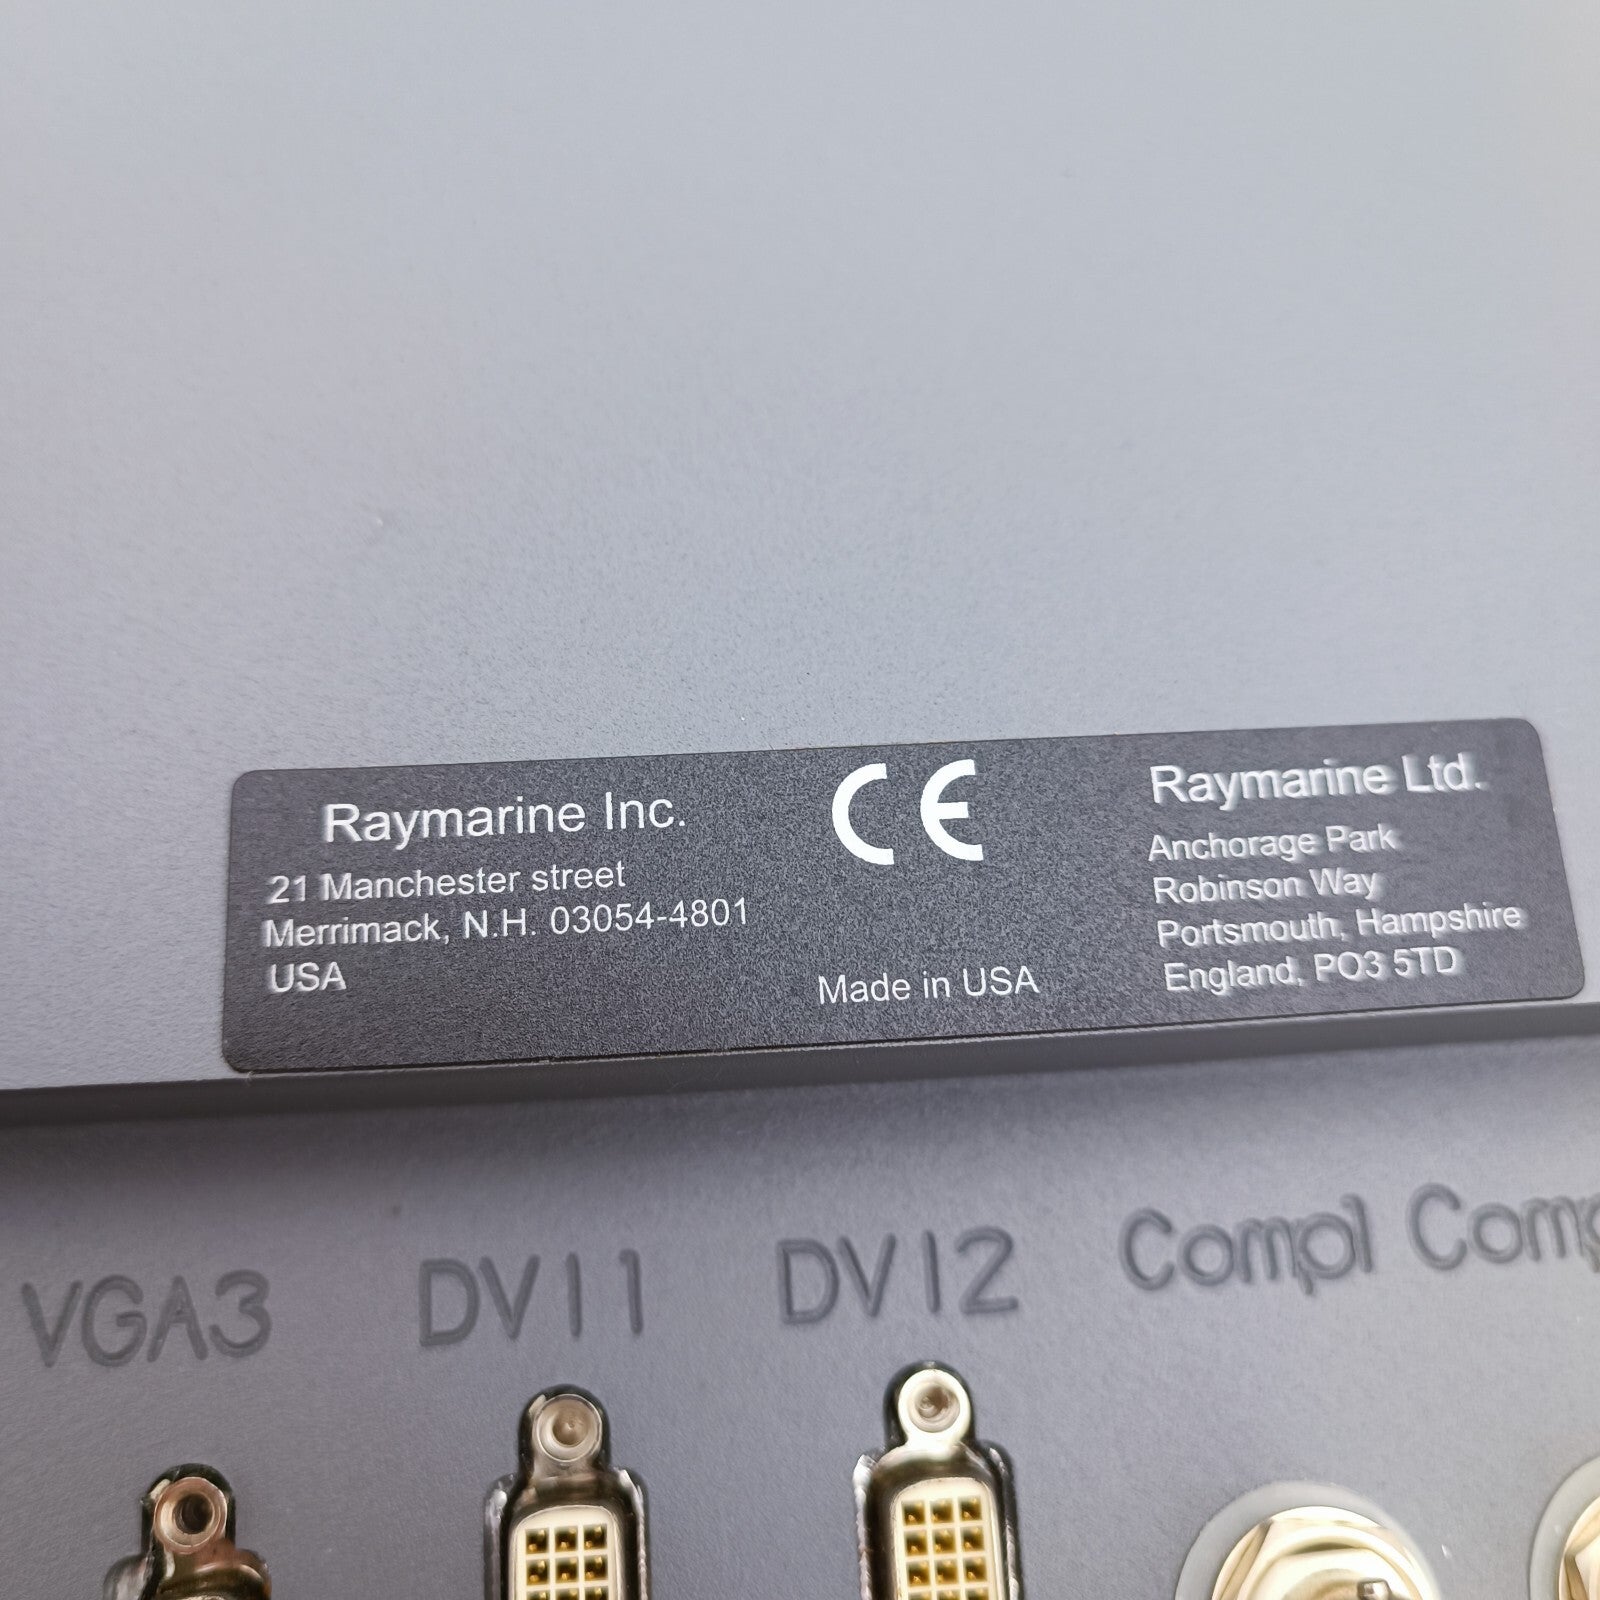 Raymarine Inc.
21 Manchester street
Merrimack, N.H. 03054-4801
USA
CE
Made in USA
Raymarine Ltd.
Anchorage Park
Robinson Way
Portsmouth, Hampshire
England, PO3 5TD
VGA3 DVI1 DVI2 Comp1 Comp